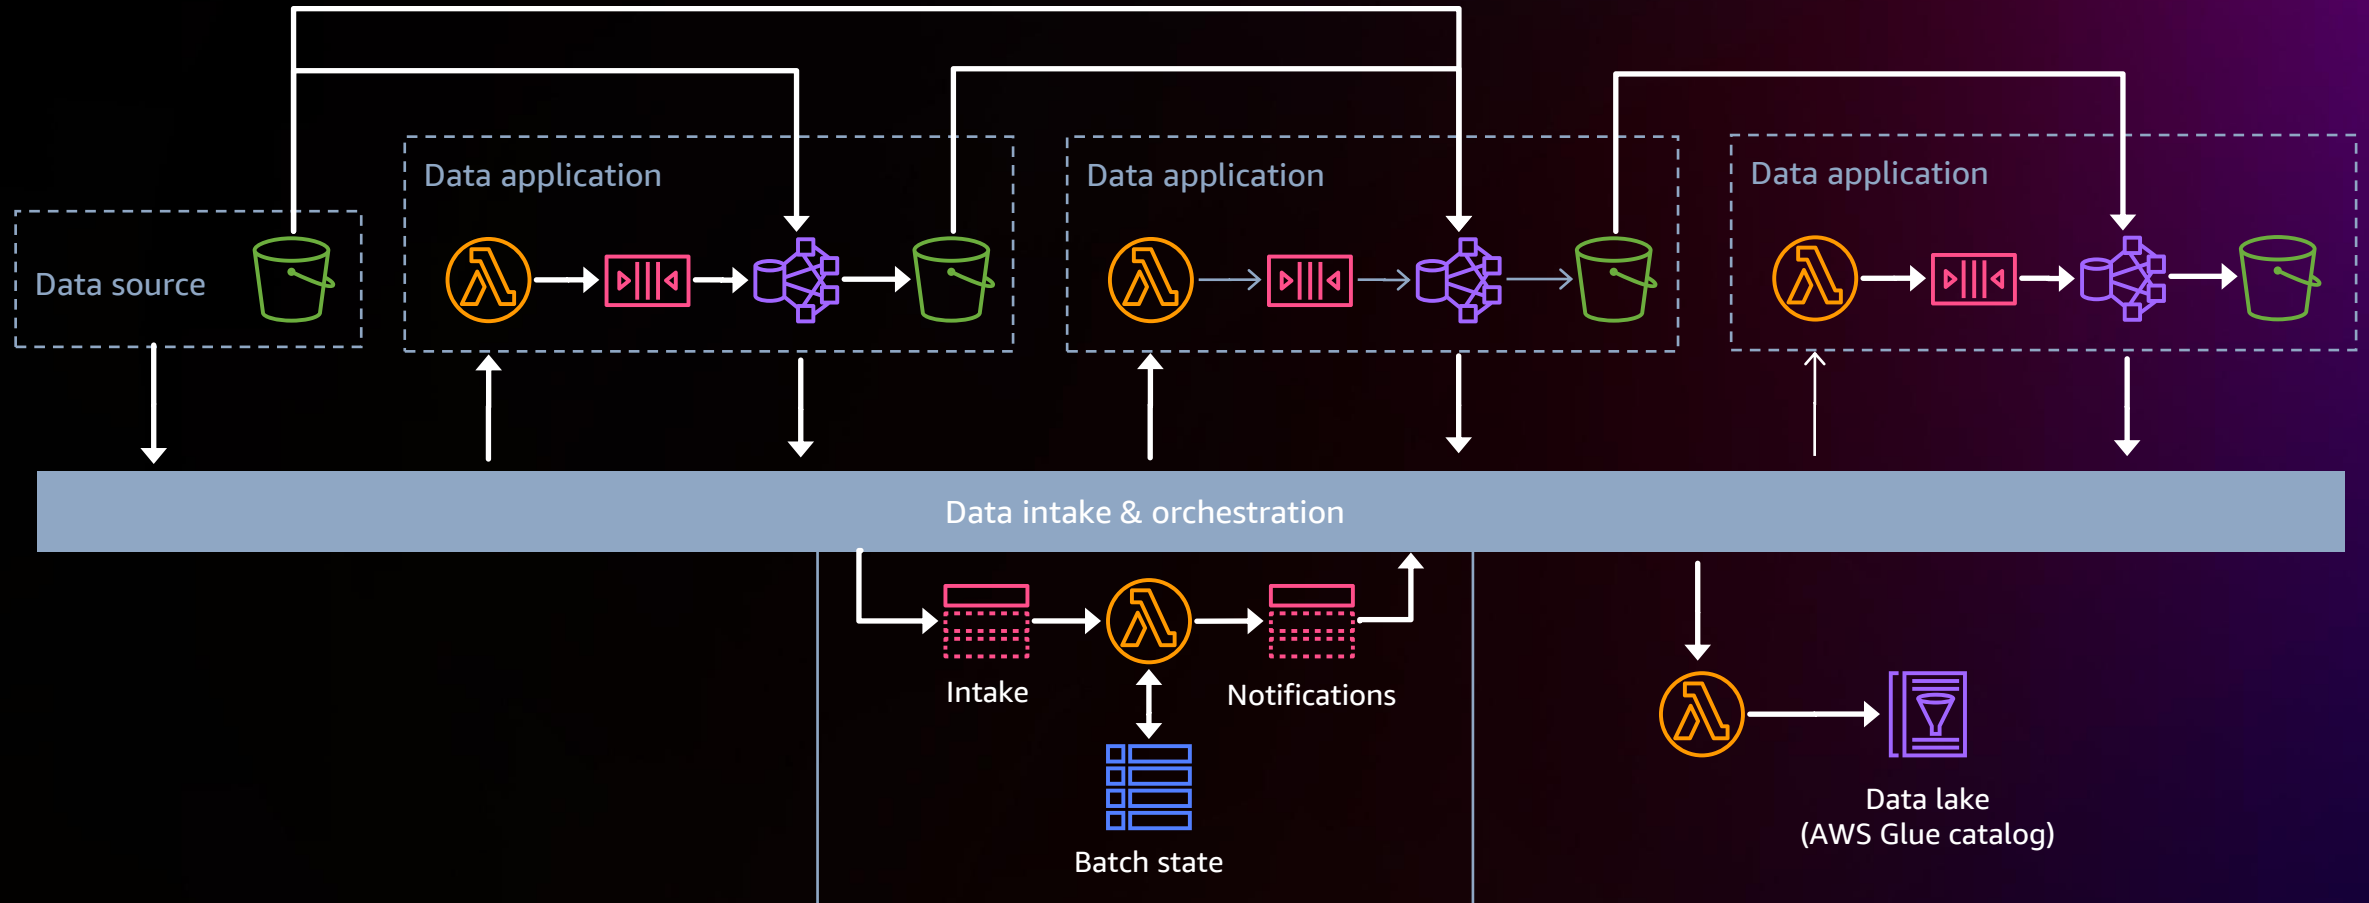 Data application
Data application
Data application
Data source
Data intake & orchestration
Intake
Notifications
Batch state
Data lake
(AWS Glue catalog)